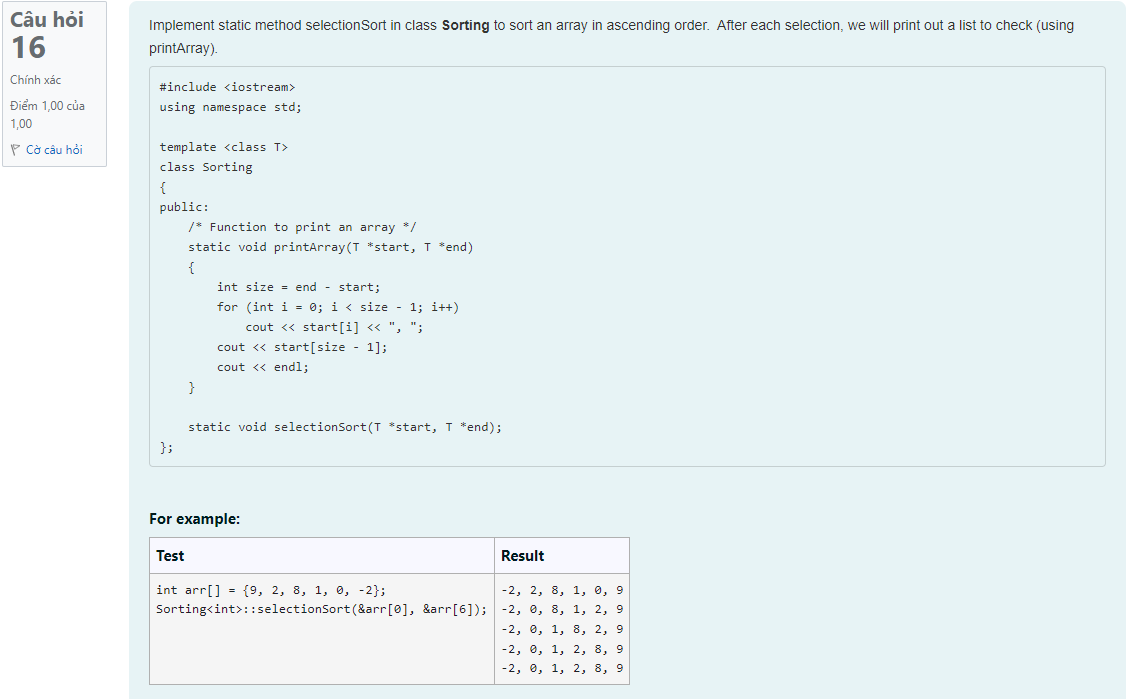 Câu hỏi
16
Chính xác
Điểm 1,00 của
1,00
Cờ câu hỏi
Implement static method selectionSort in class Sorting to sort an array in ascending order. After each selection, we will print out a list to check (using
printArray).
#include <iostream>
using namespace std;
template <class T>
class Sorting
{
public:
    /* Function to print an array */
    static void printArray(T *start, T *end)
    {
        int size = end - start;
        for (int i = 0; i < size - 1; i++)
            cout << start[i] << ", ";
        cout << start[size - 1];
        cout << endl;
    }
    static void selectionSort(T *start, T *end);
};
For example:
Test
Result
int arr[] = {9, 2, 8, 1, 0, -2};
Sorting<int>::selectionSort(&arr[0], &arr[6]);
-2, 2, 8, 1, 0, 9
-2, 0, 8, 1, 2, 9
-2, 0, 1, 8, 2, 9
-2, 0, 1, 2, 8, 9
-2, 0, 1, 2, 8, 9